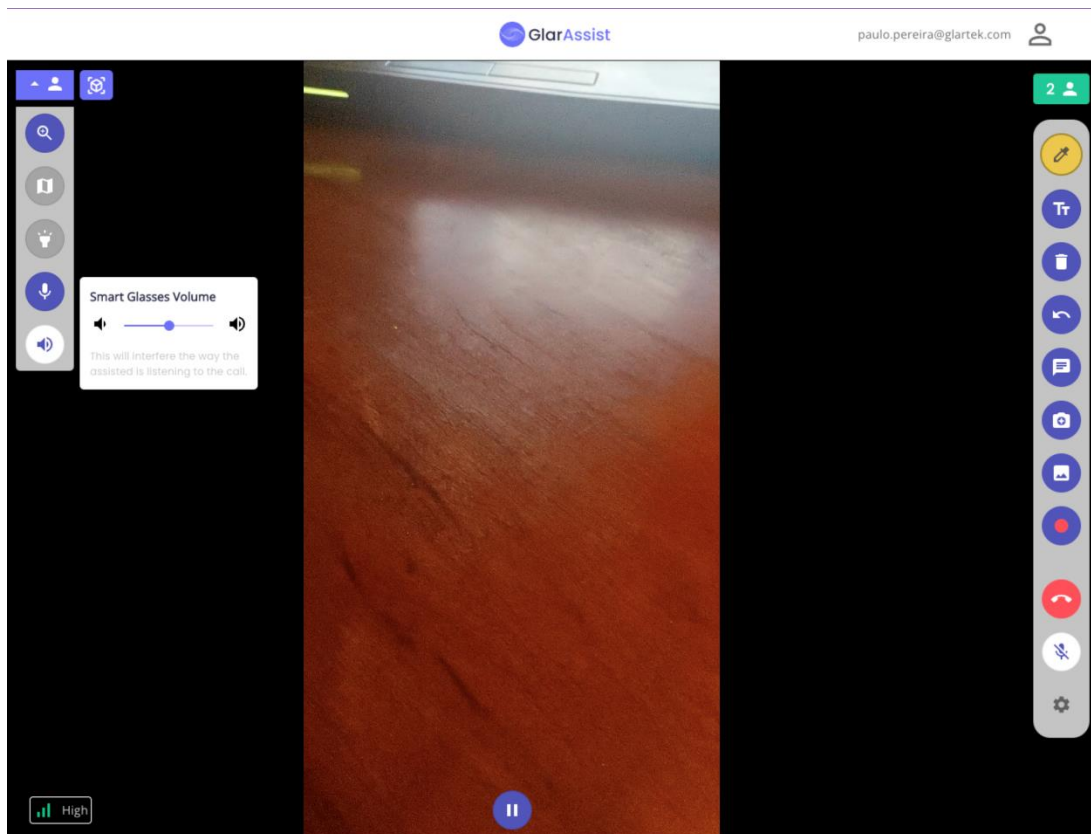 GlarAssist
paulo.pereira@glartek.com
2
Tт
Smart Glasses Volume
This will interfere the way the
assisted is listening to the call.
High